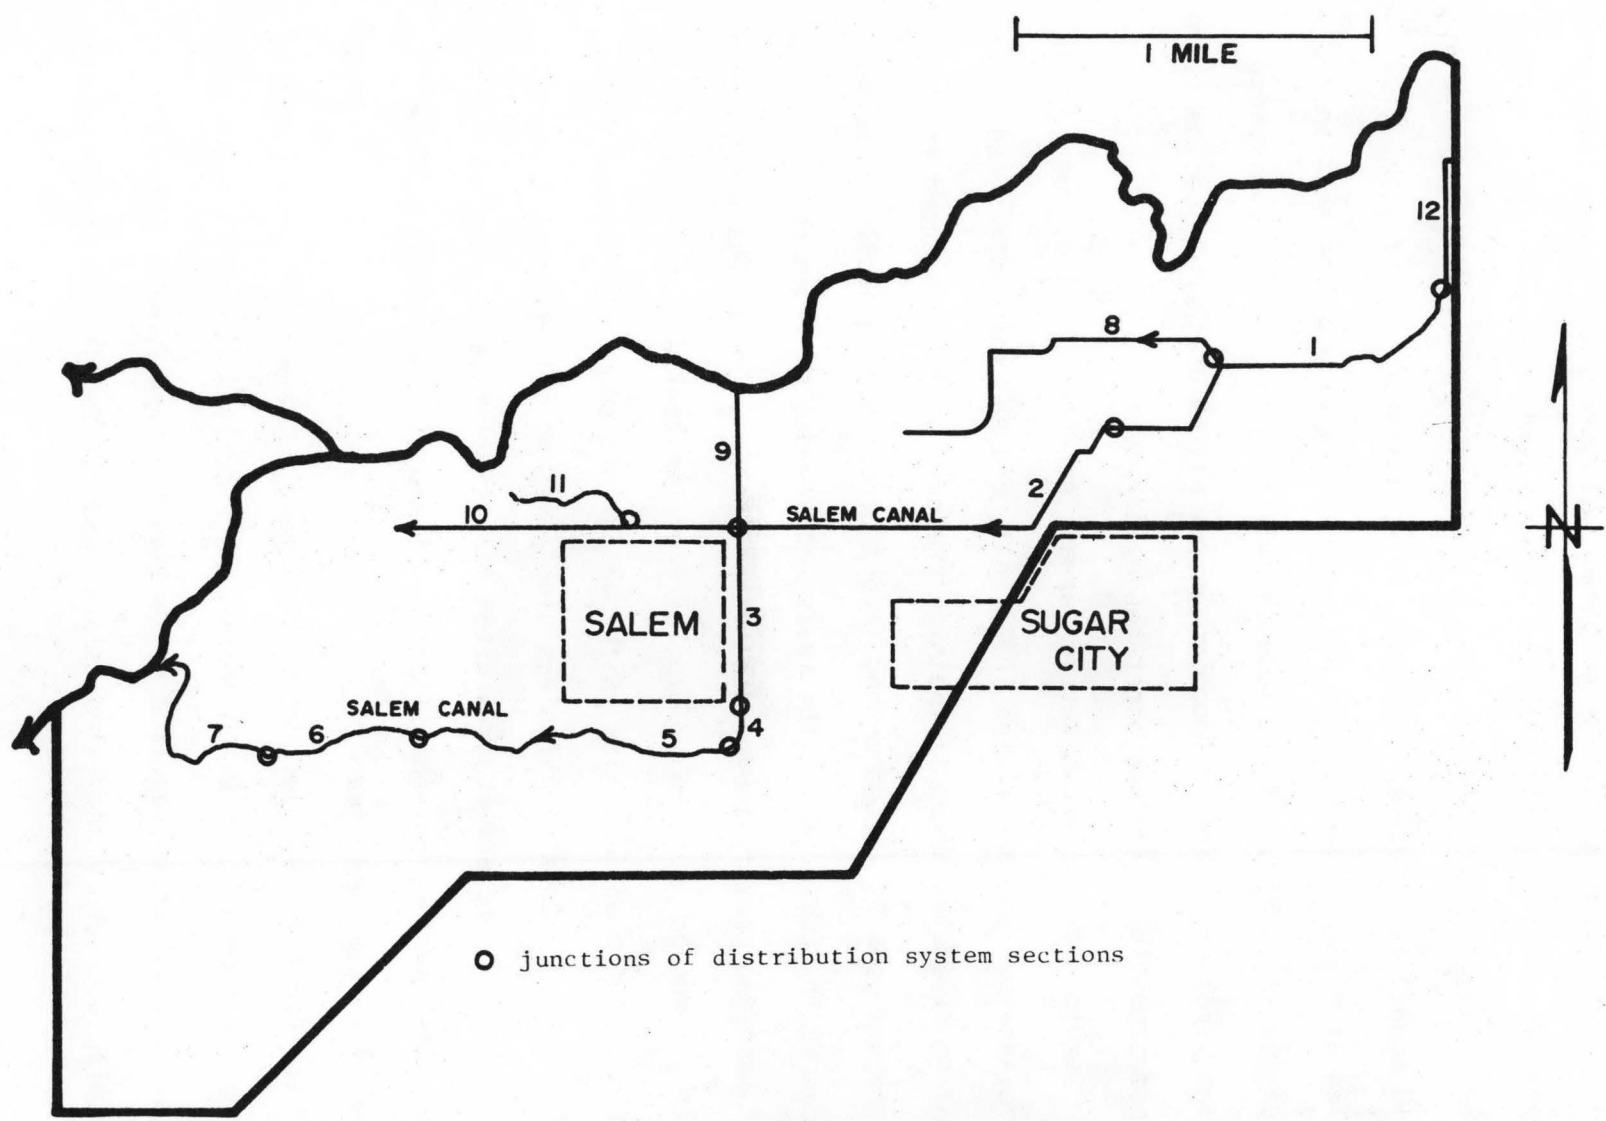 1 MILE
12
8
1
9
2
11
10
SALEM CANAL
N
SALEM
3
SUGAR
CITY
SALEM CANAL
7
6
5
4
junctions of distribution system sections